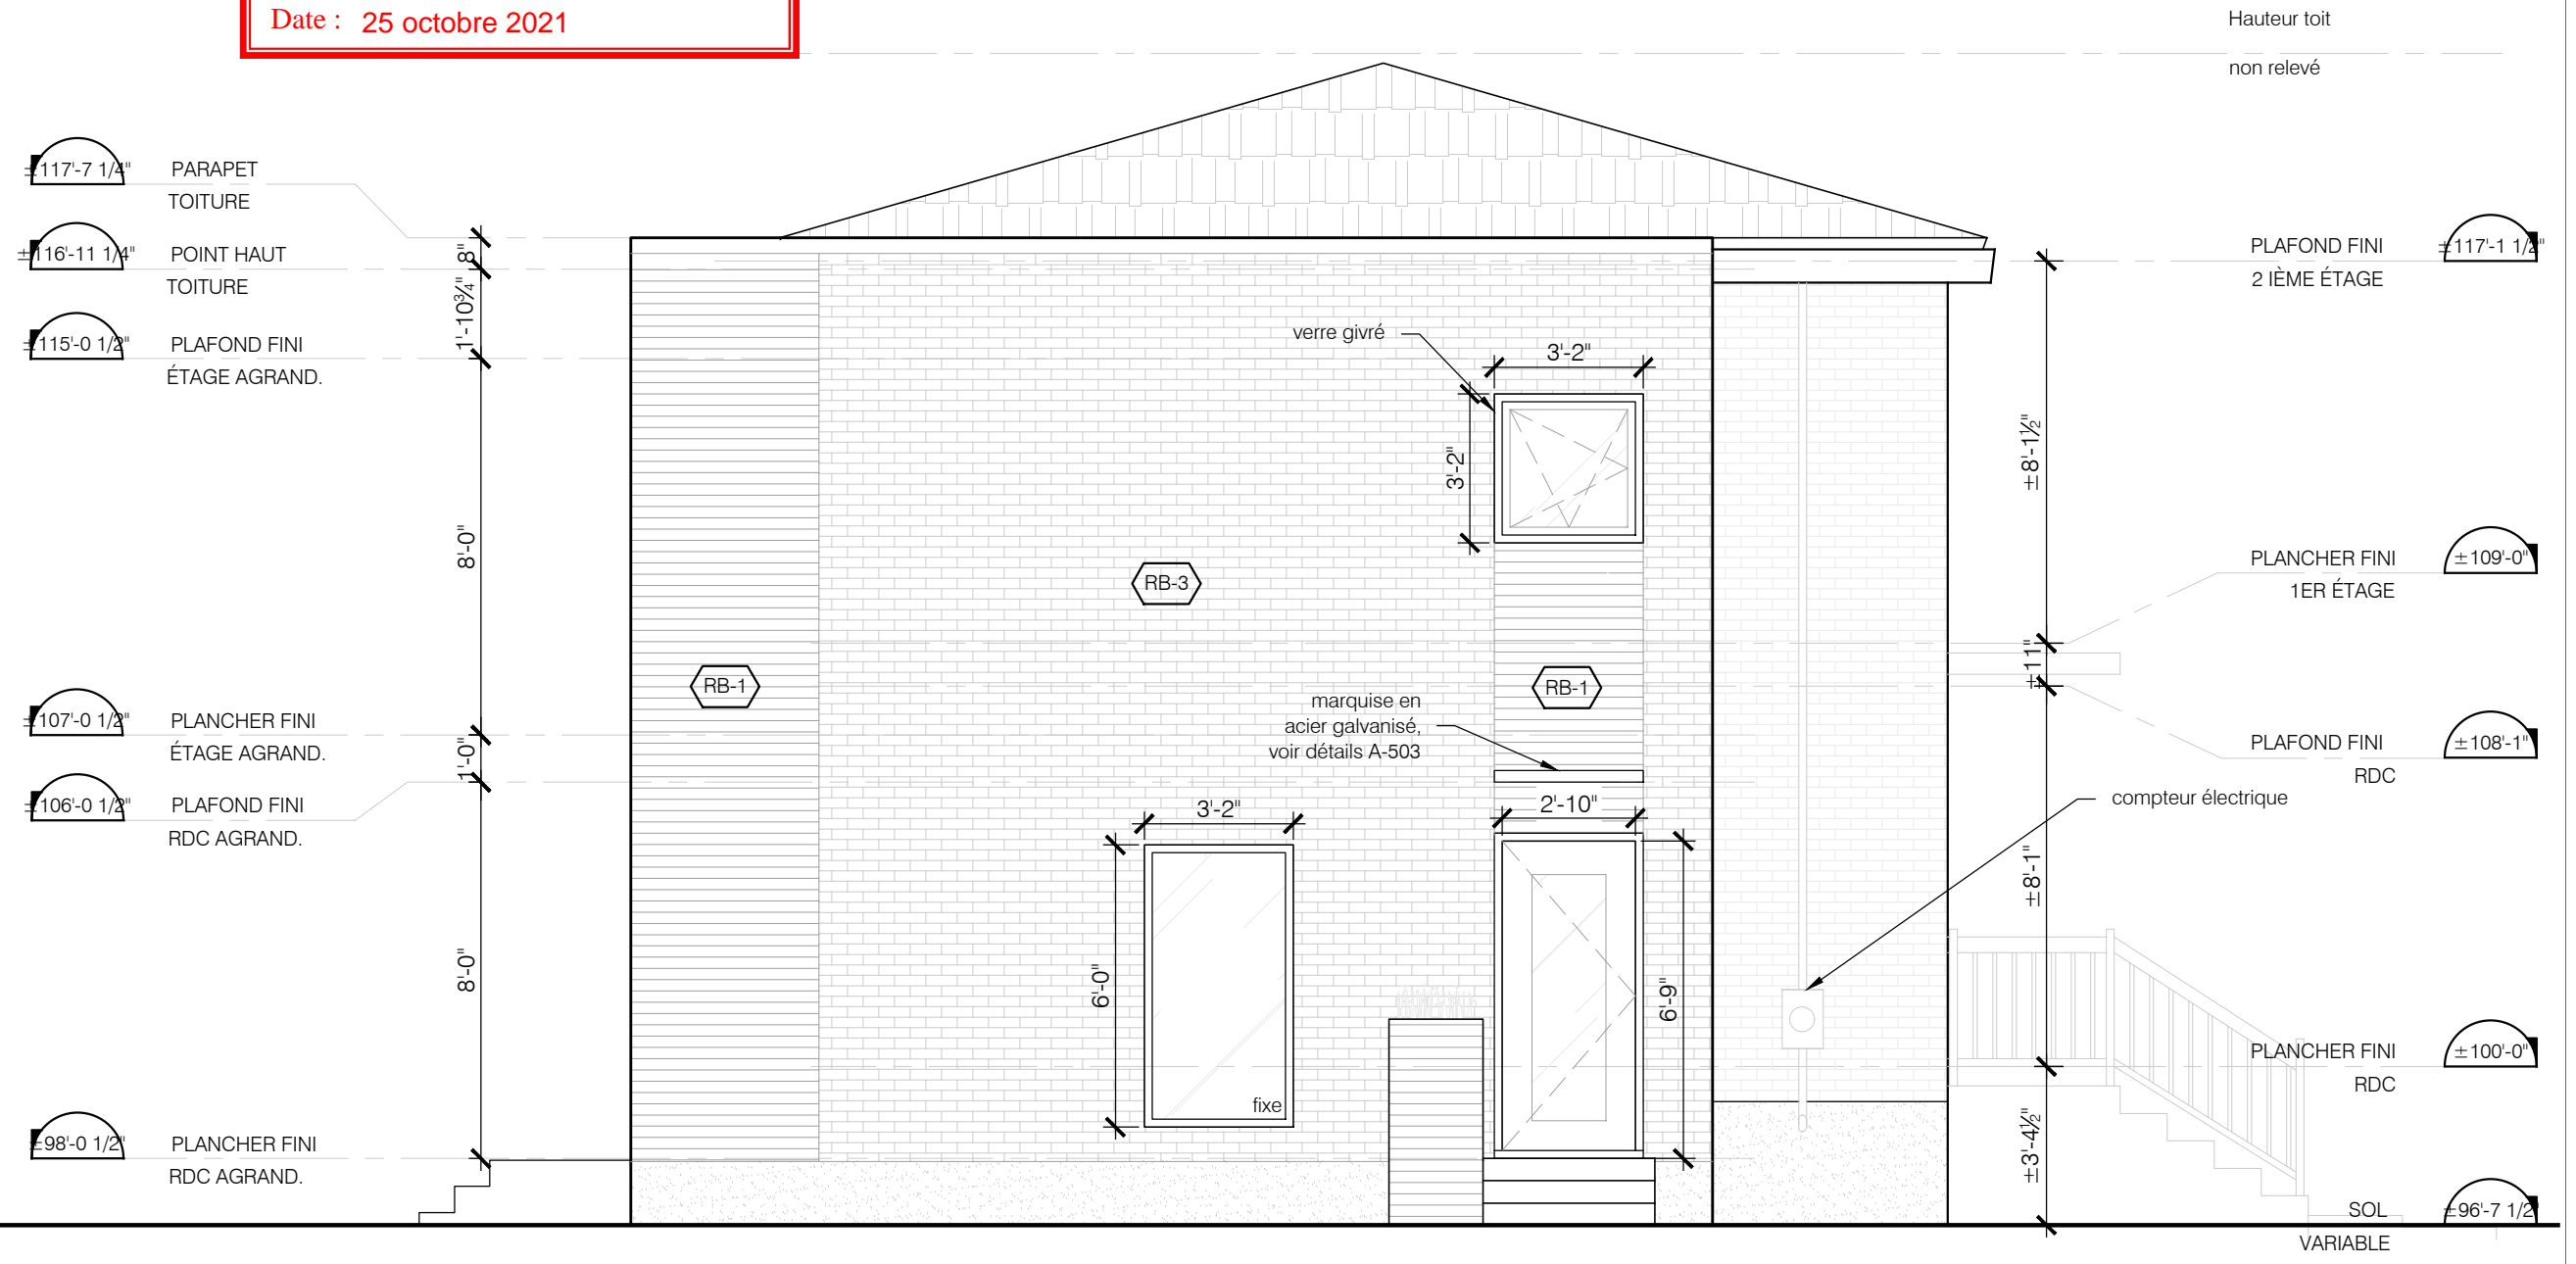 Date : 25 octobre 2021
Hauteur toit
non relevé
±117'-7 1/4"
PARAPET
TOITURE
±116'-11 1/4"
POINT HAUT
TOITURE
±115'-0 1/2"
PLAFOND FINI
ÉTAGE AGRAND.
±107'-0 1/2"
PLANCHER FINI
ÉTAGE AGRAND.
±106'-0 1/2"
PLAFOND FINI
RDC AGRAND.
±98'-0 1/2"
PLANCHER FINI
RDC AGRAND.
8"
1'-10¾"
8'-0"
1'-0"
8'-0"
verre givré
3'-2"
3'-2"
RB-3
RB-1
RB-1
marquise en
acier galvanisé,
voir détails A-503
3'-2"
6'-0"
fixe
2'-10"
6'-9"
±8'-1½"
±11"
±8'-1"
±3'-4½"
PLAFOND FINI
2 IÈME ÉTAGE
±117'-1 1/2"
PLANCHER FINI
1ER ÉTAGE
±109'-0"
PLAFOND FINI
RDC
±108'-1"
compteur électrique
PLANCHER FINI
RDC
±100'-0"
SOL
VARIABLE
±96'-7 1/2"